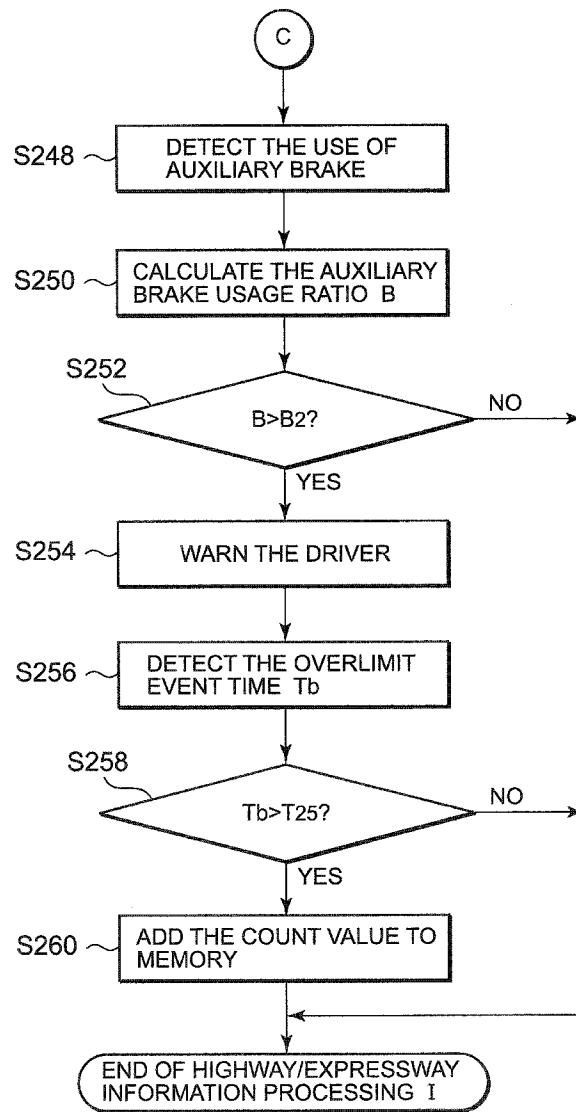 C
S248
DETECT THE USE OF
AUXILIARY BRAKE
S250
CALCULATE THE AUXILIARY
BRAKE USAGE RATIO B
S252
B>B2?
NO
YES
S254
WARN THE DRIVER
S256
DETECT THE OVERLIMIT
EVENT TIME Tb
S258
Tb>T25?
NO
YES
S260
ADD THE COUNT VALUE TO
MEMORY
END OF HIGHWAY/EXPRESSWAY
INFORMATION PROCESSING I